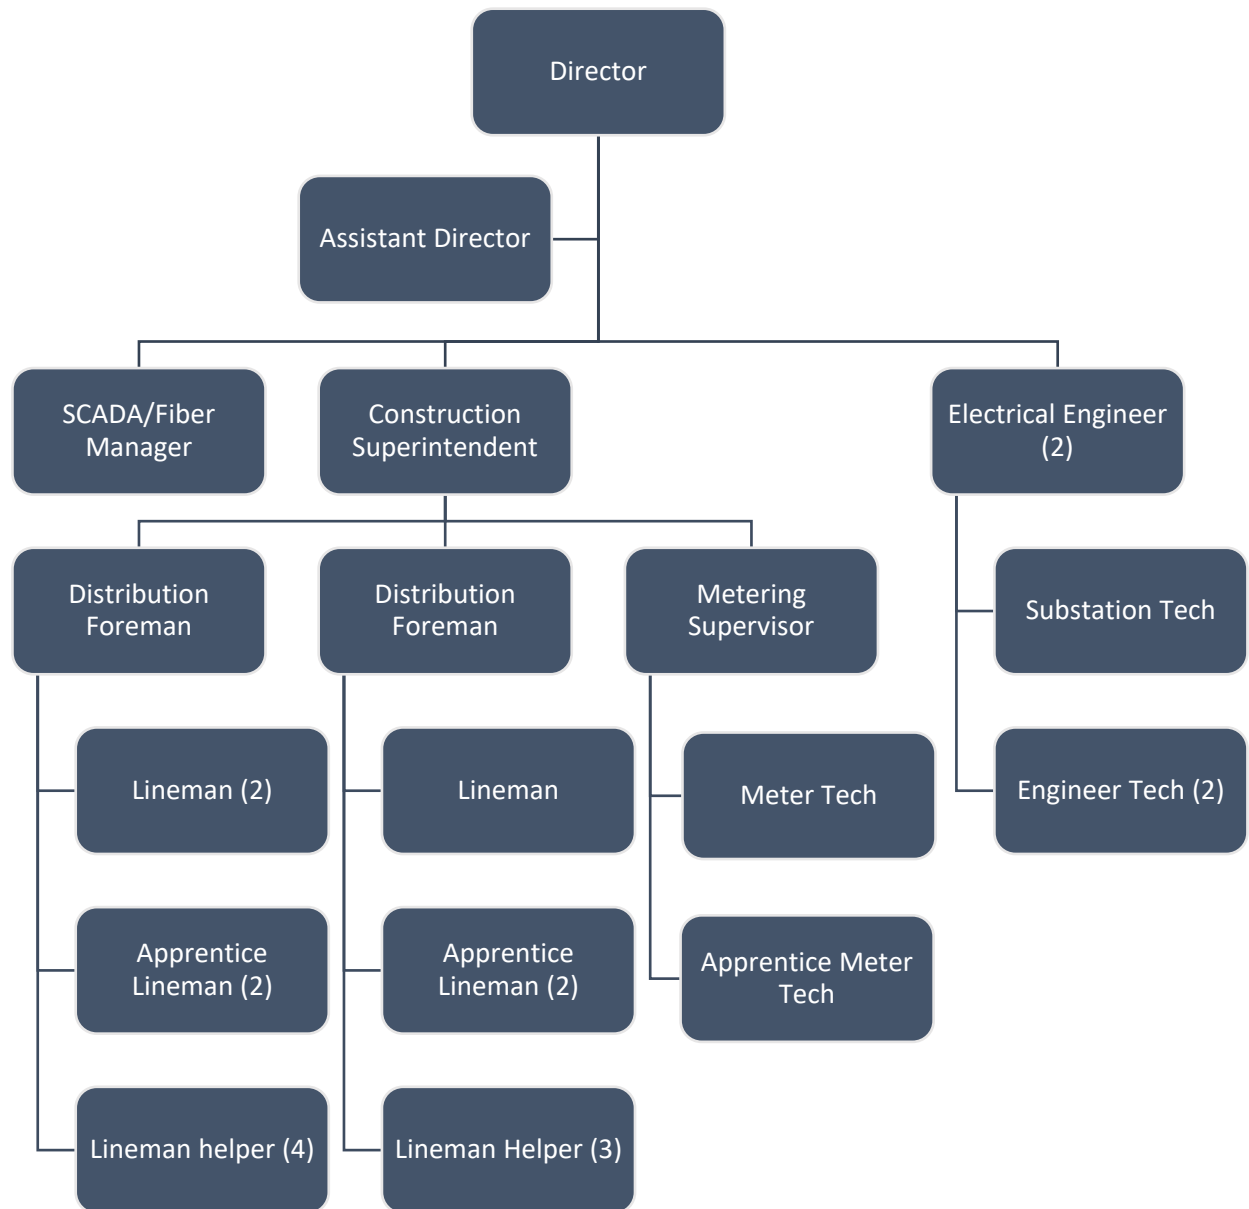 Director
Assistant Director
SCADA/Fiber
Manager
Construction
Superintendent
Electrical Engineer
(2)
Distribution
Foreman
Distribution
Foreman
Metering
Supervisor
Substation Tech
Lineman (2)
Lineman
Meter Tech
Engineer Tech (2)
Apprentice
Lineman (2)
Apprentice
Lineman (2)
Apprentice Meter
Tech
Lineman helper (4)
Lineman Helper (3)